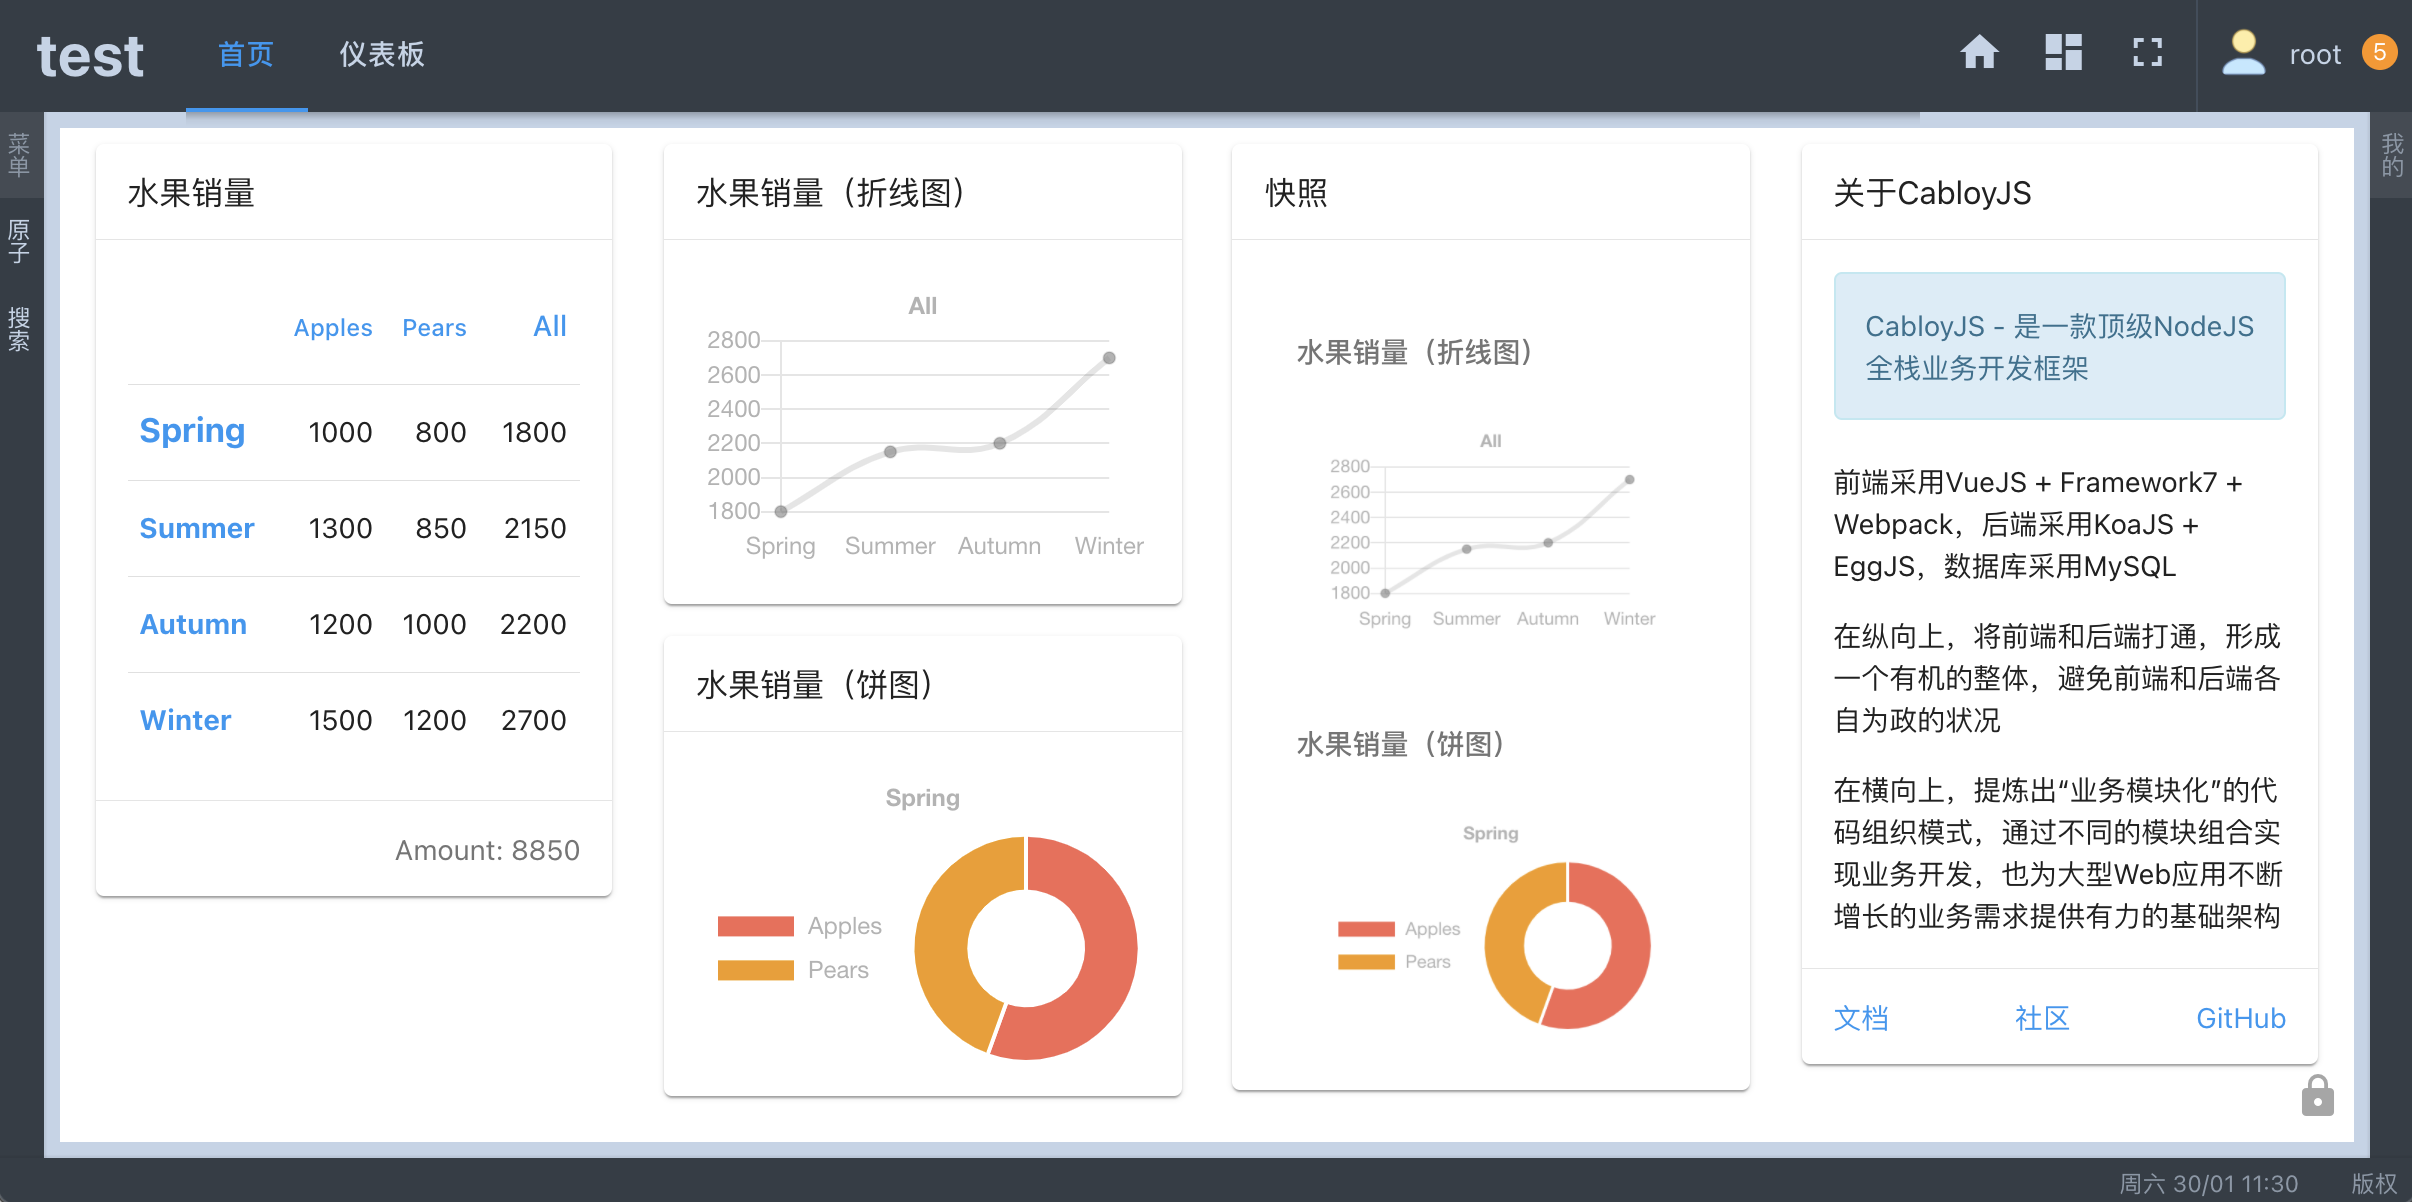 test
首页
仪表板
root
5
菜单
原子
搜索
我的
水果销量
Apples Pears All
Spring 1000 800 1800
Summer 1300 850 2150
Autumn 1200 1000 2200
Winter 1500 1200 2700
Amount: 8850
水果销量（折线图）
All
2800
2600
2400
2200
2000
1800
Spring Summer Autumn Winter
水果销量（饼图）
Spring
Apples
Pears
快照
水果销量（折线图）
All
2800
2600
2400
2200
2000
1800
Spring Summer Autumn Winter
水果销量（饼图）
Spring
Apples
Pears
关于CabloyJS
CabloyJS - 是一款顶级NodeJS
全栈业务开发框架
前端采用VueJS + Framework7 +
Webpack，后端采用KoaJS +
EggJS，数据库采用MySQL
在纵向上，将前端和后端打通，形成
一个有机的整体，避免前端和后端各
自为政的状况
在横向上，提炼出“业务模块化”的代
码组织模式，通过不同的模块组合实
现业务开发，也为大型Web应用不断
增长的业务需求提供有力的基础架构
文档 社区 GitHub
周六 30/01 11:30 版权